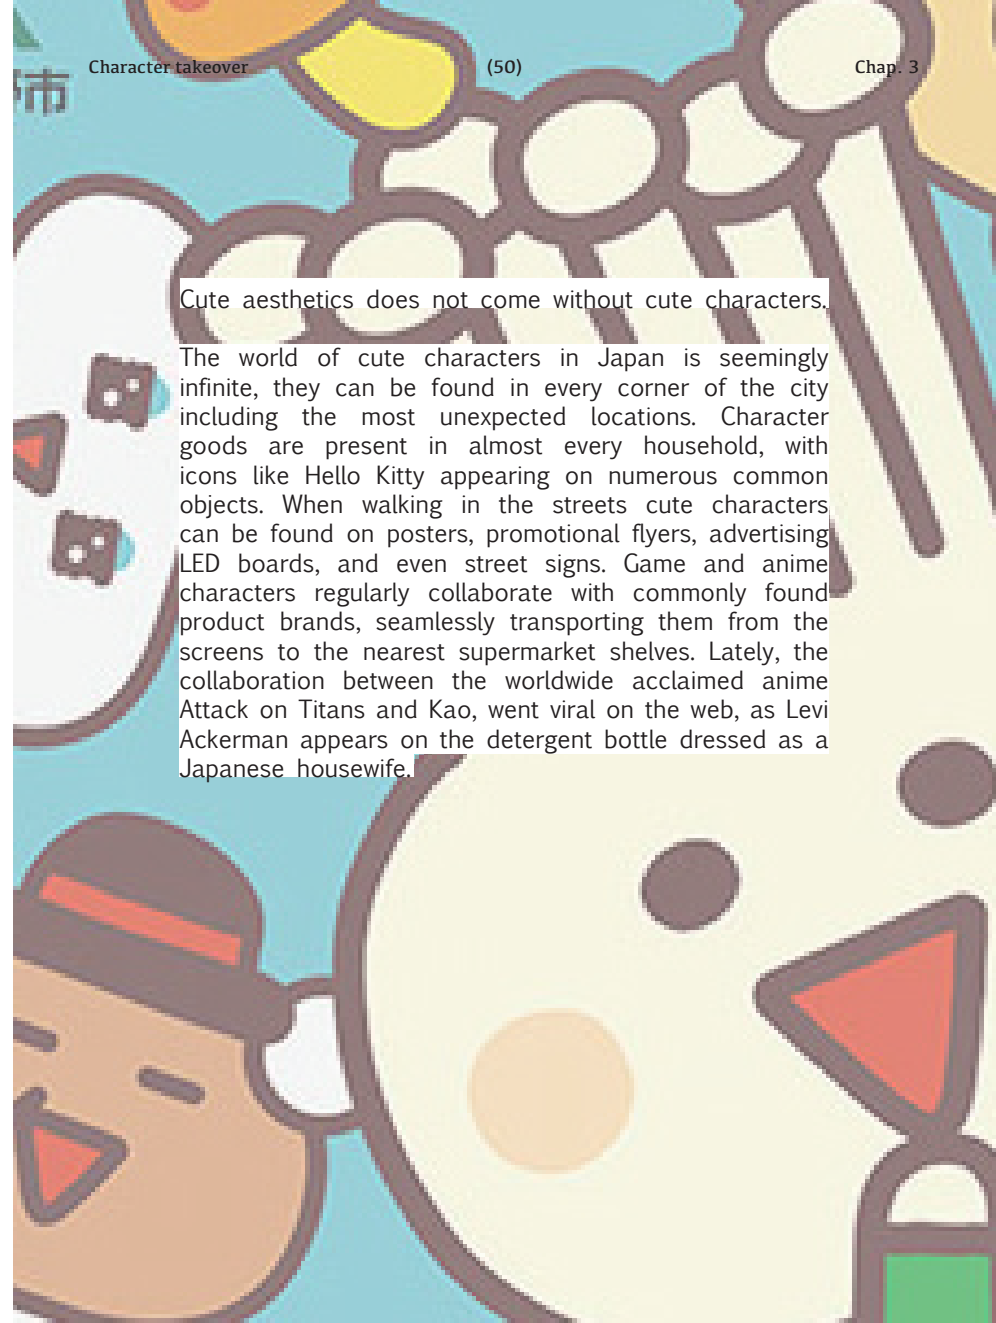 Character takeover (50) Chap. 3
市
Cute aesthetics does not come without cute characters.
The world of cute characters in Japan is seemingly
infinite, they can be found in every corner of the city
including the most unexpected locations. Character
goods are present in almost every household, with
icons like Hello Kitty appearing on numerous common
objects. When walking in the streets cute characters
can be found on posters, promotional flyers, advertising
LED boards, and even street signs. Game and anime
characters regularly collaborate with commonly found
product brands, seamlessly transporting them from the
screens to the nearest supermarket shelves. Lately, the
collaboration between the worldwide acclaimed anime
Attack on Titans and Kao, went viral on the web, as Levi
Ackerman appears on the detergent bottle dressed as a
Japanese housewife.